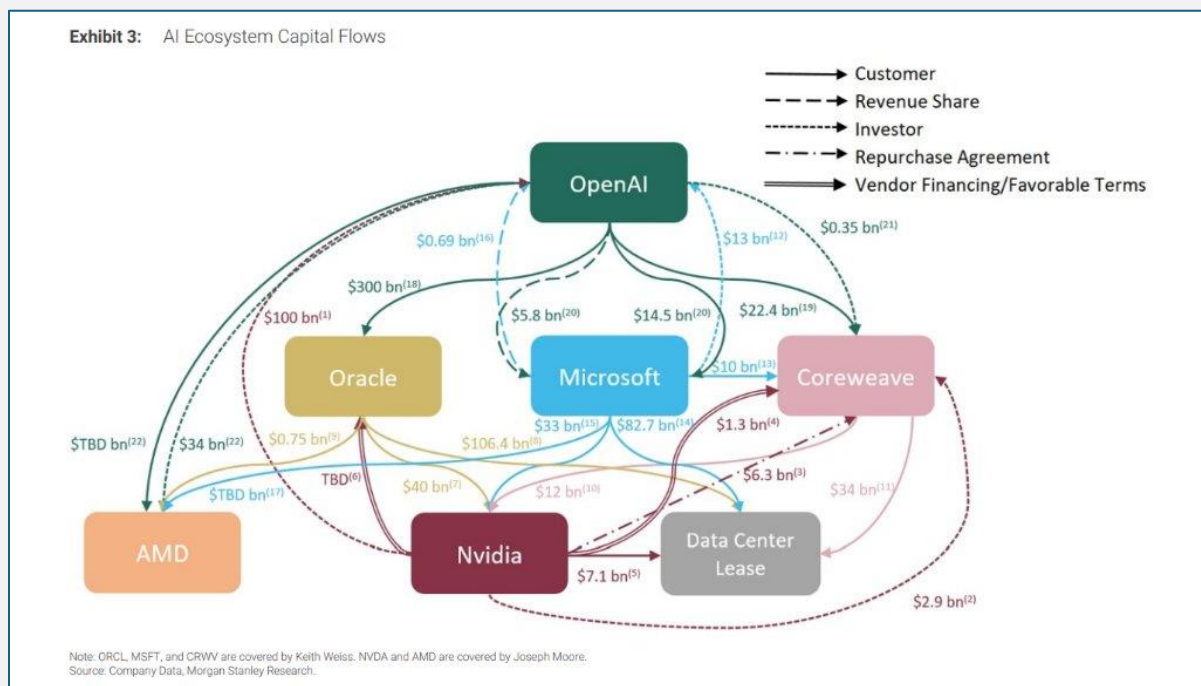 Exhibit 3: AI Ecosystem Capital Flows
Customer
Revenue Share
Investor
Repurchase Agreement
Vendor Financing/Favorable Terms
OpenAI
$0.69 bn(16)
$13 bn(12)
$0.35 bn(21)
$300 bn(18)
$100 bn(1)
$5.8 bn(20)
$14.5 bn(20)
$22.4 bn(19)
Oracle
Microsoft
$10 bn(13)
Coreweave
$TBD bn(22)
$34 bn(22)
$0.75 bn(9)
$106.4 bn(8)
$33 bn(15)
$82.7 bn(14)
$1.3 bn(4)
$TBD bn(17)
TBD(6)
$40 bn(7)
$12 bn(10)
$6.3 bn(3)
$34 bn(11)
AMD
Nvidia
Data Center
Lease
$7.1 bn(5)
$2.9 bn(2)
Note: ORCL, MSFT, and CRWV are covered by Keith Weiss. NVDA and AMD are covered by Joseph Moore.
Source: Company Data, Morgan Stanley Research.